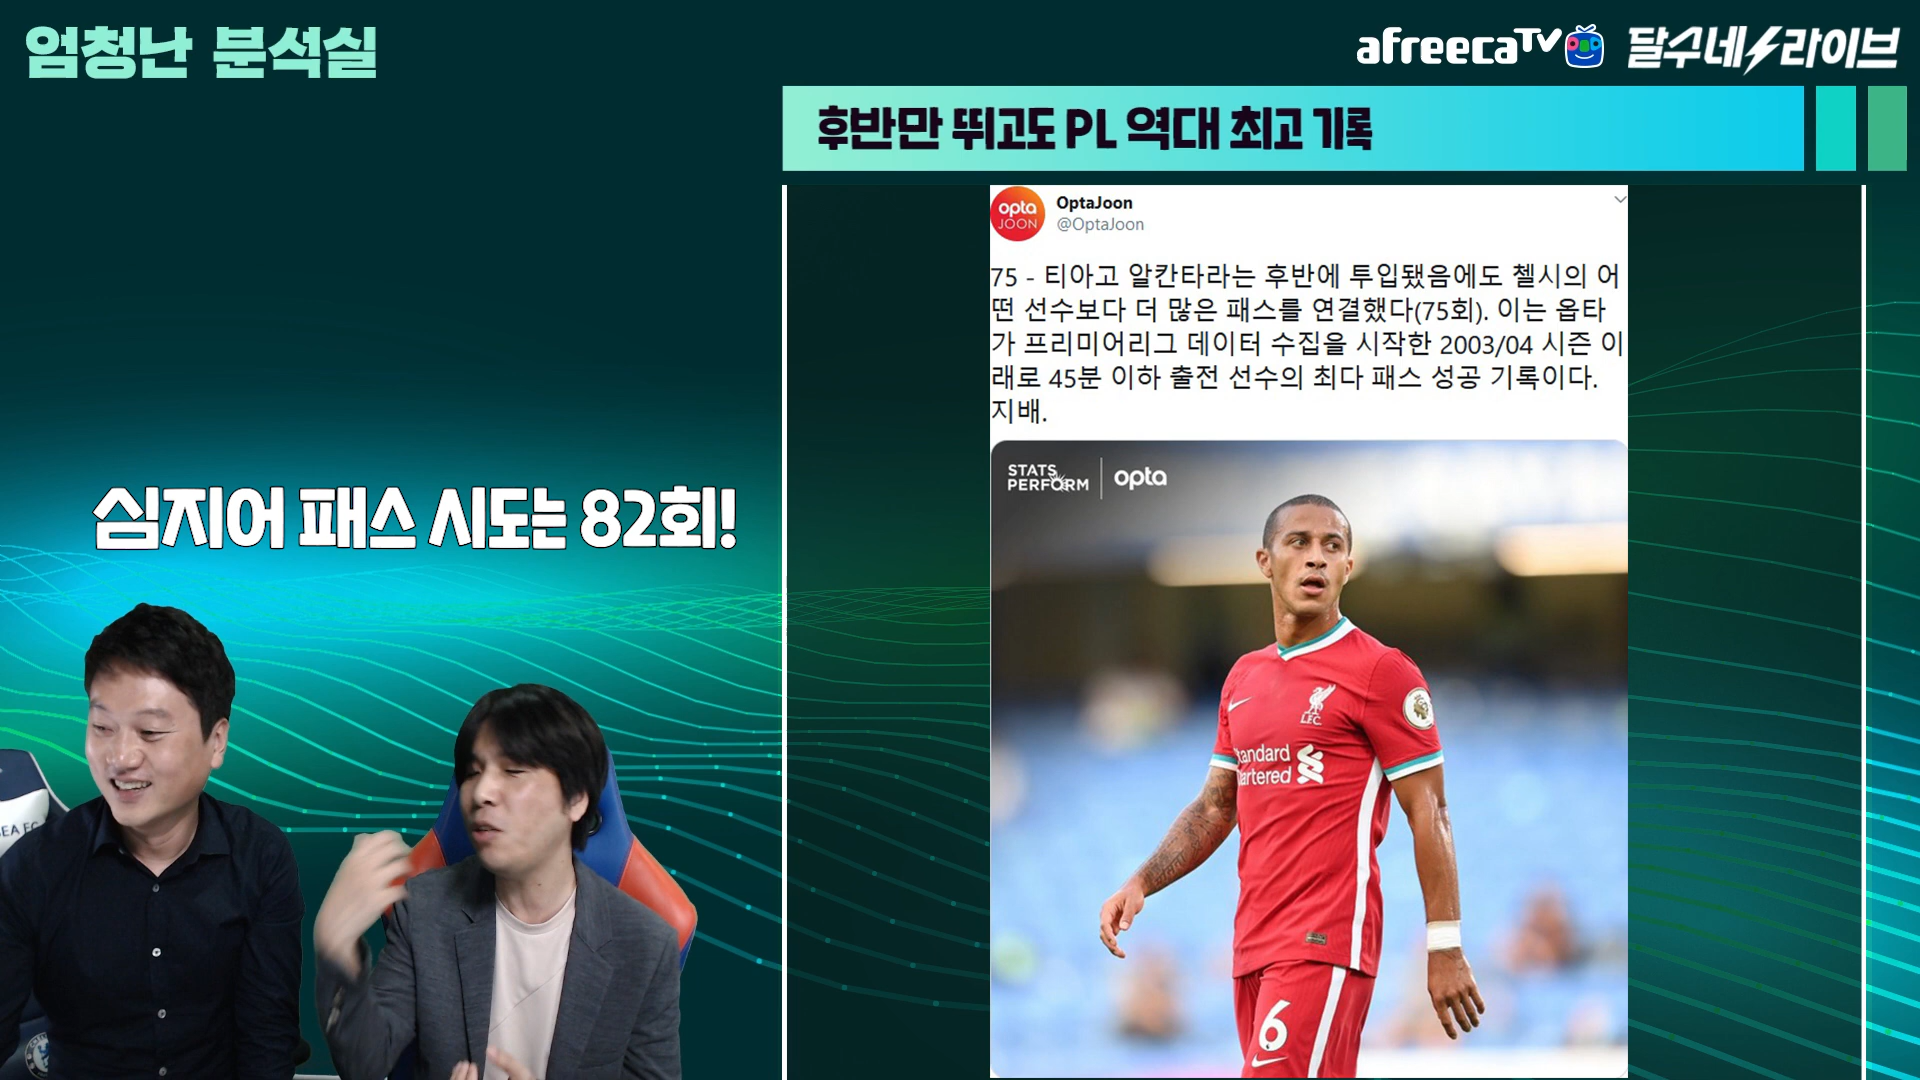 엄청난 분석실
afreecaTV 달수네라이브
후반만 뛰고도 PL 역대 최고 기록
opta
JOON
OptaJoon
@OptaJoon
75 - 티아고 알칸타라는 후반에 투입됐음에도 첼시의 어
떤 선수보다 더 많은 패스를 연결했다(75회). 이는 옵타
가 프리미어리그 데이터 수집을 시작한 2003/04 시즌 이
래로 45분 이하 출전 선수의 최다 패스 성공 기록이다.
지배.
STATS
PERFORM
opta
심지어 패스 시도는 82회!
L.F.C.
Standard
Chartered
6
EA FC